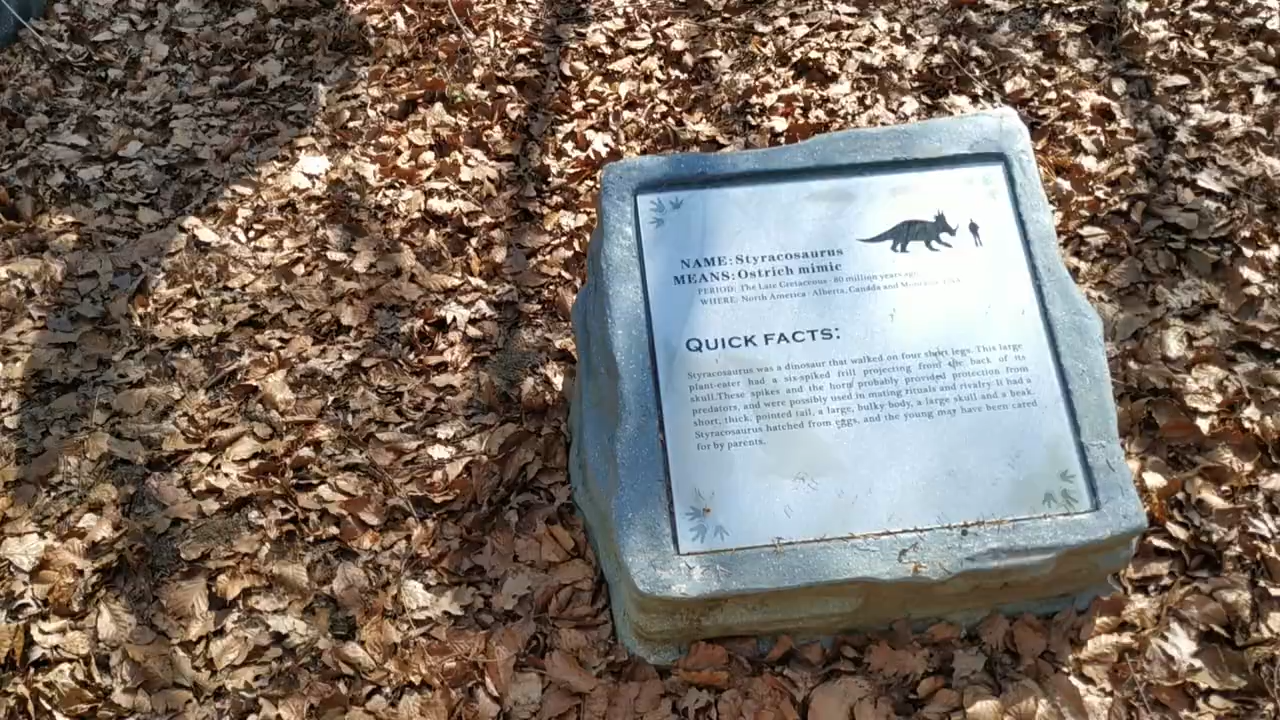 NAME: Styracosaurus
MEANS: Ostrich mimic
PERIOD: The Late Cretaceous - 80 million years ago
WHERE: North America - Alberta, Canada and Montana, USA
QUICK FACTS:
Styracosaurus was a dinosaur that walked on four short legs. This large
plant-eater had a six-spiked frill projecting from the back of its
skull.These spikes and the horn probably provided protection from
predators, and were possibly used in mating rituals and rivalry. It had a
short, thick, pointed tail, a large, bulky body, a large skull and a beak.
Styracosaurus hatched from eggs, and the young may have been cared
for by parents.